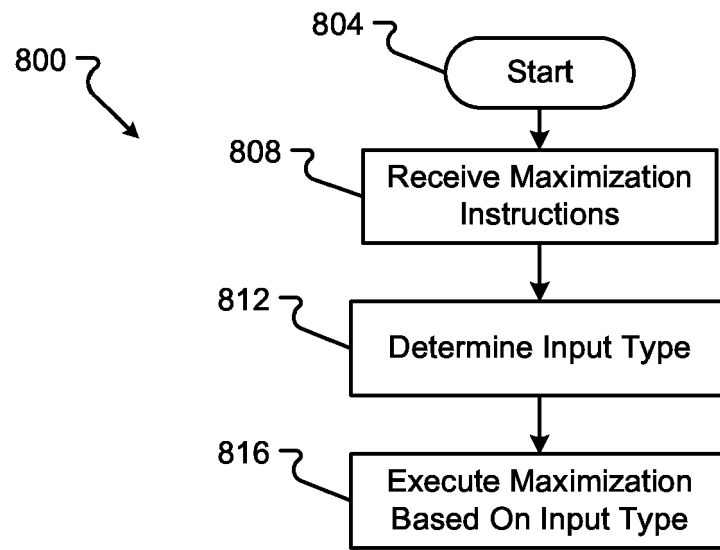 804
Start
800
808
Receive Maximization
Instructions
812
Determine Input Type
816
Execute Maximization
Based On Input Type